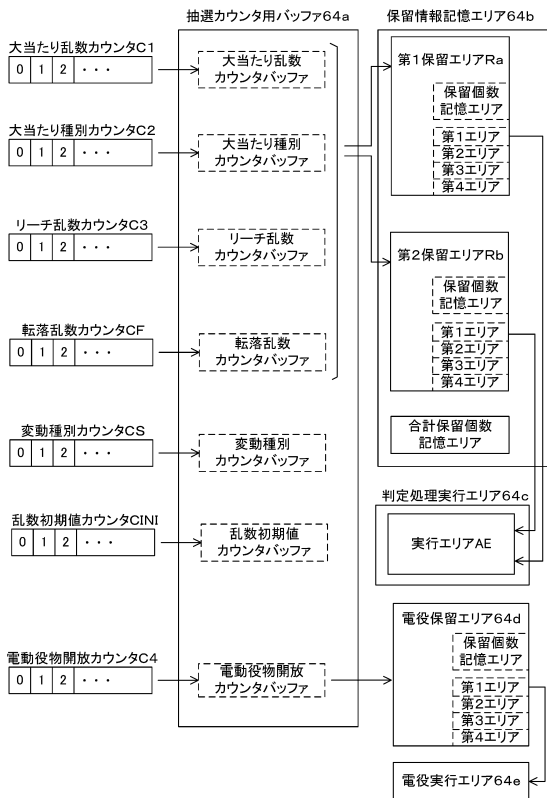 抽選カウンタ用バッファ64a
保留情報記憶エリア64b
大当たり乱数カウンタC1
0 1 2 ・・・
大当たり乱数
カウンタバッファ
大当たり種別カウンタC2
0 1 2 ・・・
大当たり種別
カウンタバッファ
リーチ乱数カウンタC3
0 1 2 ・・・
リーチ乱数
カウンタバッファ
転落乱数カウンタCF
0 1 2 ・・・
転落乱数
カウンタバッファ
変動種別カウンタCS
0 1 2 ・・・
変動種別
カウンタバッファ
乱数初期値カウンタCINI
0 1 2 ・・・
乱数初期値
カウンタバッファ
電動役物開放カウンタC4
0 1 2 ・・・
電動役物開放
カウンタバッファ
第1保留エリアRa
保留個数
記憶エリア
第1エリア
第2エリア
第3エリア
第4エリア
第2保留エリアRb
保留個数
記憶エリア
第1エリア
第2エリア
第3エリア
第4エリア
合計保留個数
記憶エリア
判定処理実行エリア64c
実行エリアAE
電役保留エリア64d
保留個数
記憶エリア
第1エリア
第2エリア
第3エリア
第4エリア
電役実行エリア64e